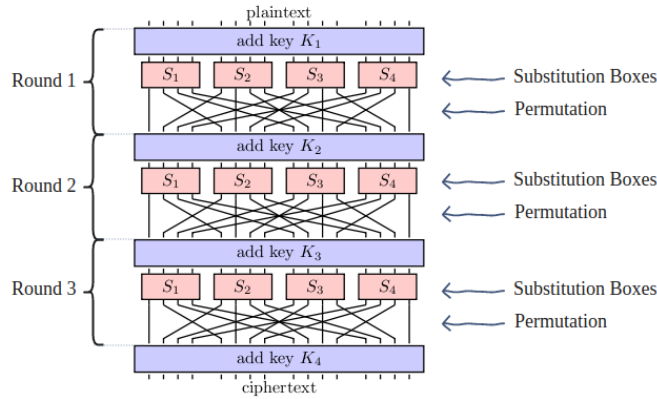 plaintext
add key K₁
Round 1
S₁ S₂ S₃ S₄
Substitution Boxes
Permutation
add key K₂
Round 2
S₁ S₂ S₃ S₄
Substitution Boxes
Permutation
add key K₃
Round 3
S₁ S₂ S₃ S₄
Substitution Boxes
Permutation
add key K₄
ciphertext